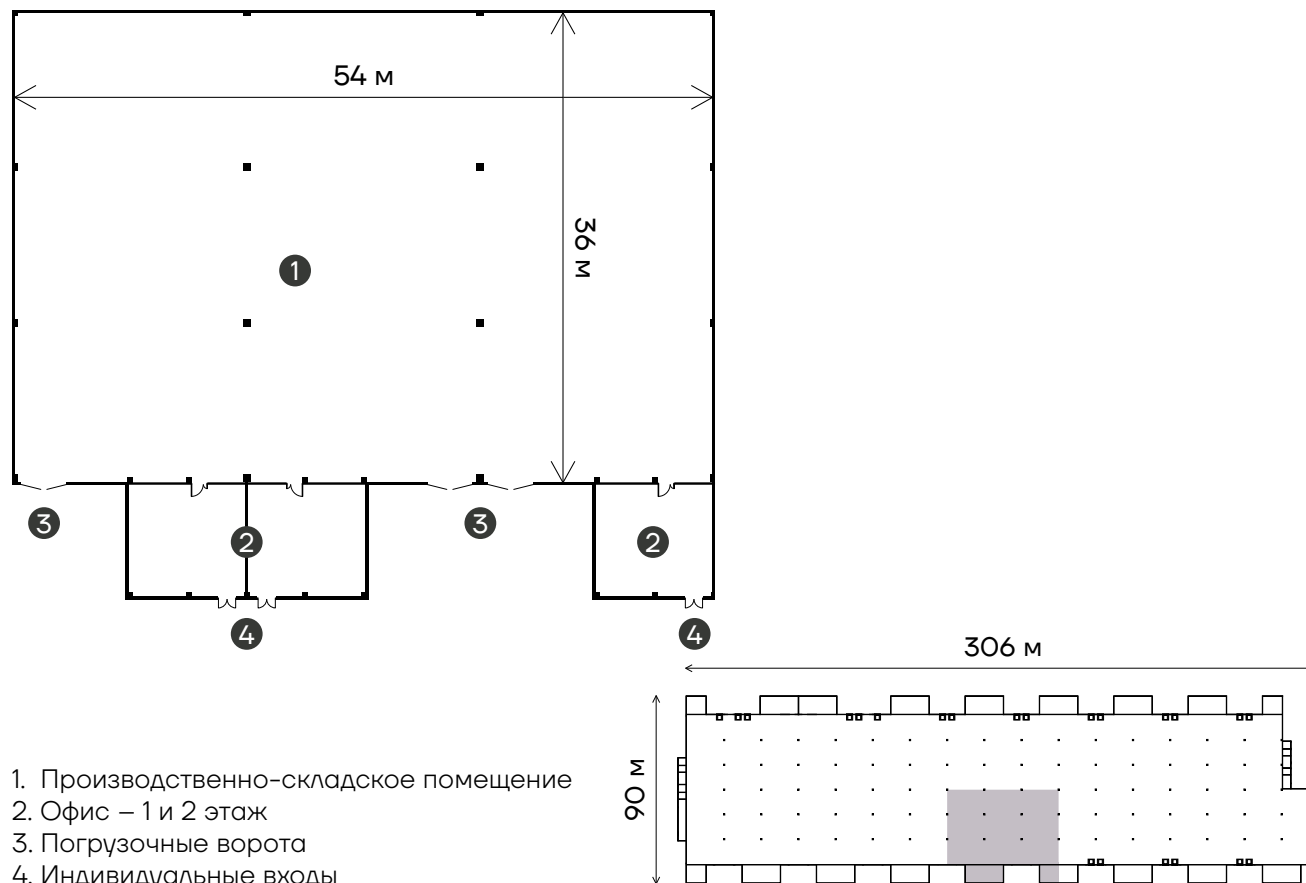 54 м
36 м
1
3
2
3
2
4
4
306 м
90 м
1. Производственно-складское помещение
2. Офис – 1 и 2 этаж
3. Погрузочные ворота
4. Индивидуальные входы